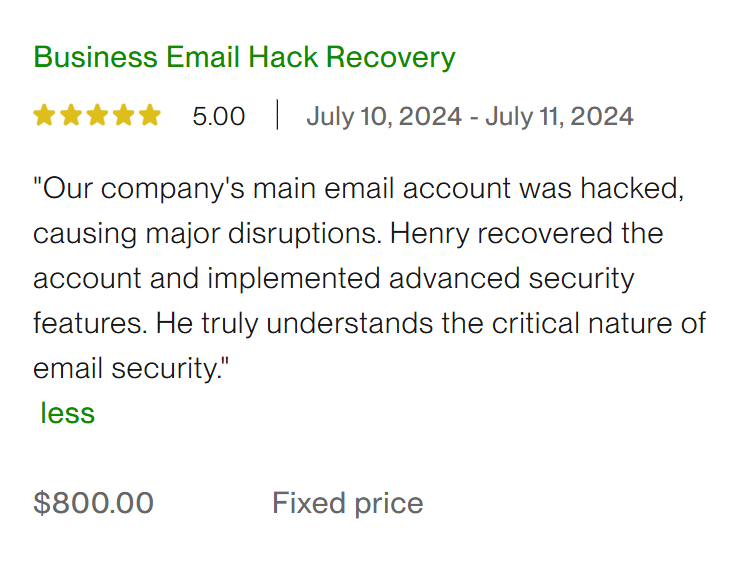 Business Email Hack Recovery
5.00 | July 10, 2024 - July 11, 2024
"Our company's main email account was hacked,
causing major disruptions. Henry recovered the
account and implemented advanced security
features. He truly understands the critical nature of
email security."
less
$800.00 Fixed price